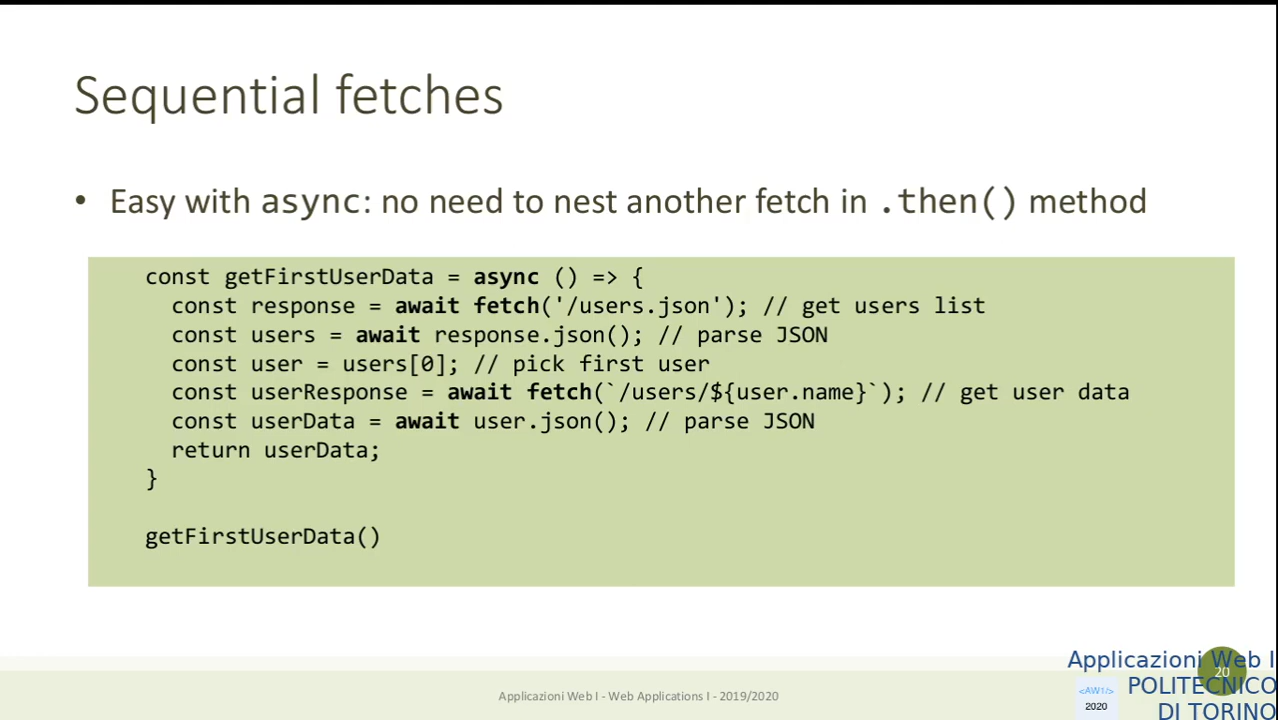 Sequential fetches
• Easy with async: no need to nest another fetch in .then() method
const getFirstUserData = async () => {
const response = await fetch('/users.json'); // get users list
const users = await response.json(); // parse JSON
const user = users[0]; // pick first user
const userResponse = await fetch(`/users/${user.name}`); // get user data
const userData = await user.json(); // parse JSON
return userData;
}
getFirstUserData()
Applicazioni Web I - Web Applications I - 2019/2020
20
Applicazioni Web I
POLITECNICO
DI TORINO
<AW1/>
2020